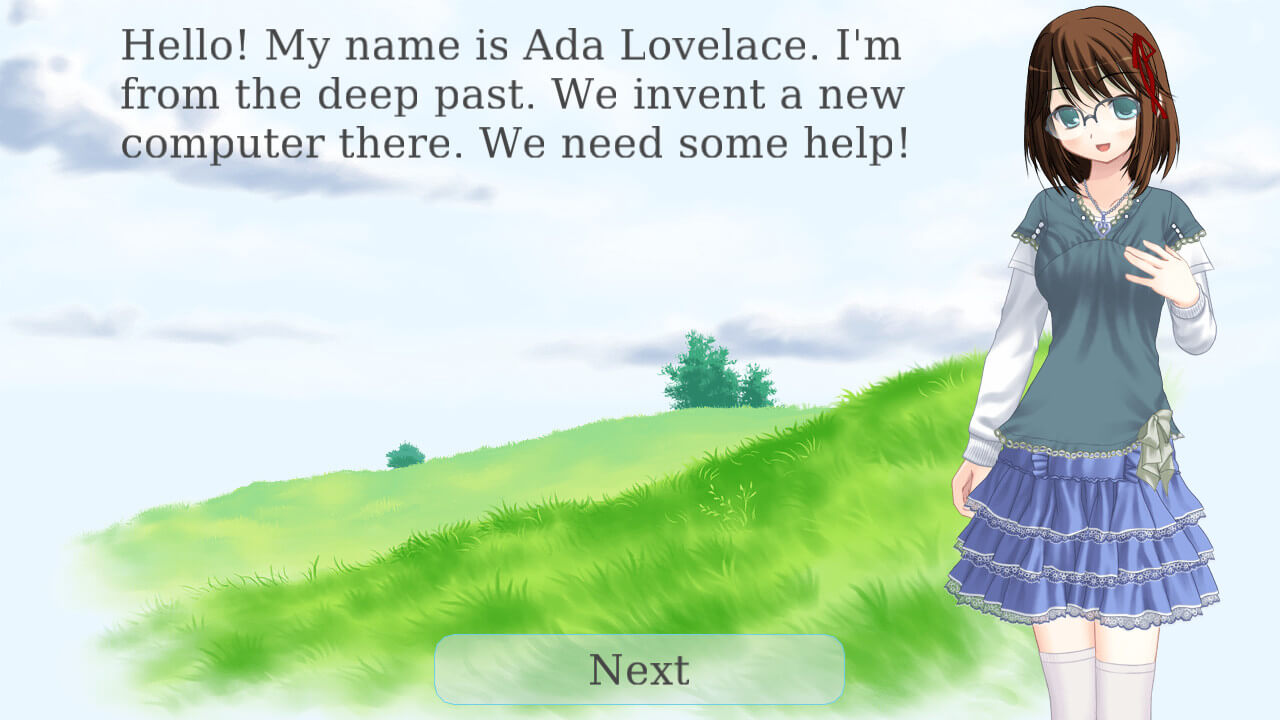 Hello! My name is Ada Lovelace. I'm
from the deep past. We invent a new
computer there. We need some help!
Next